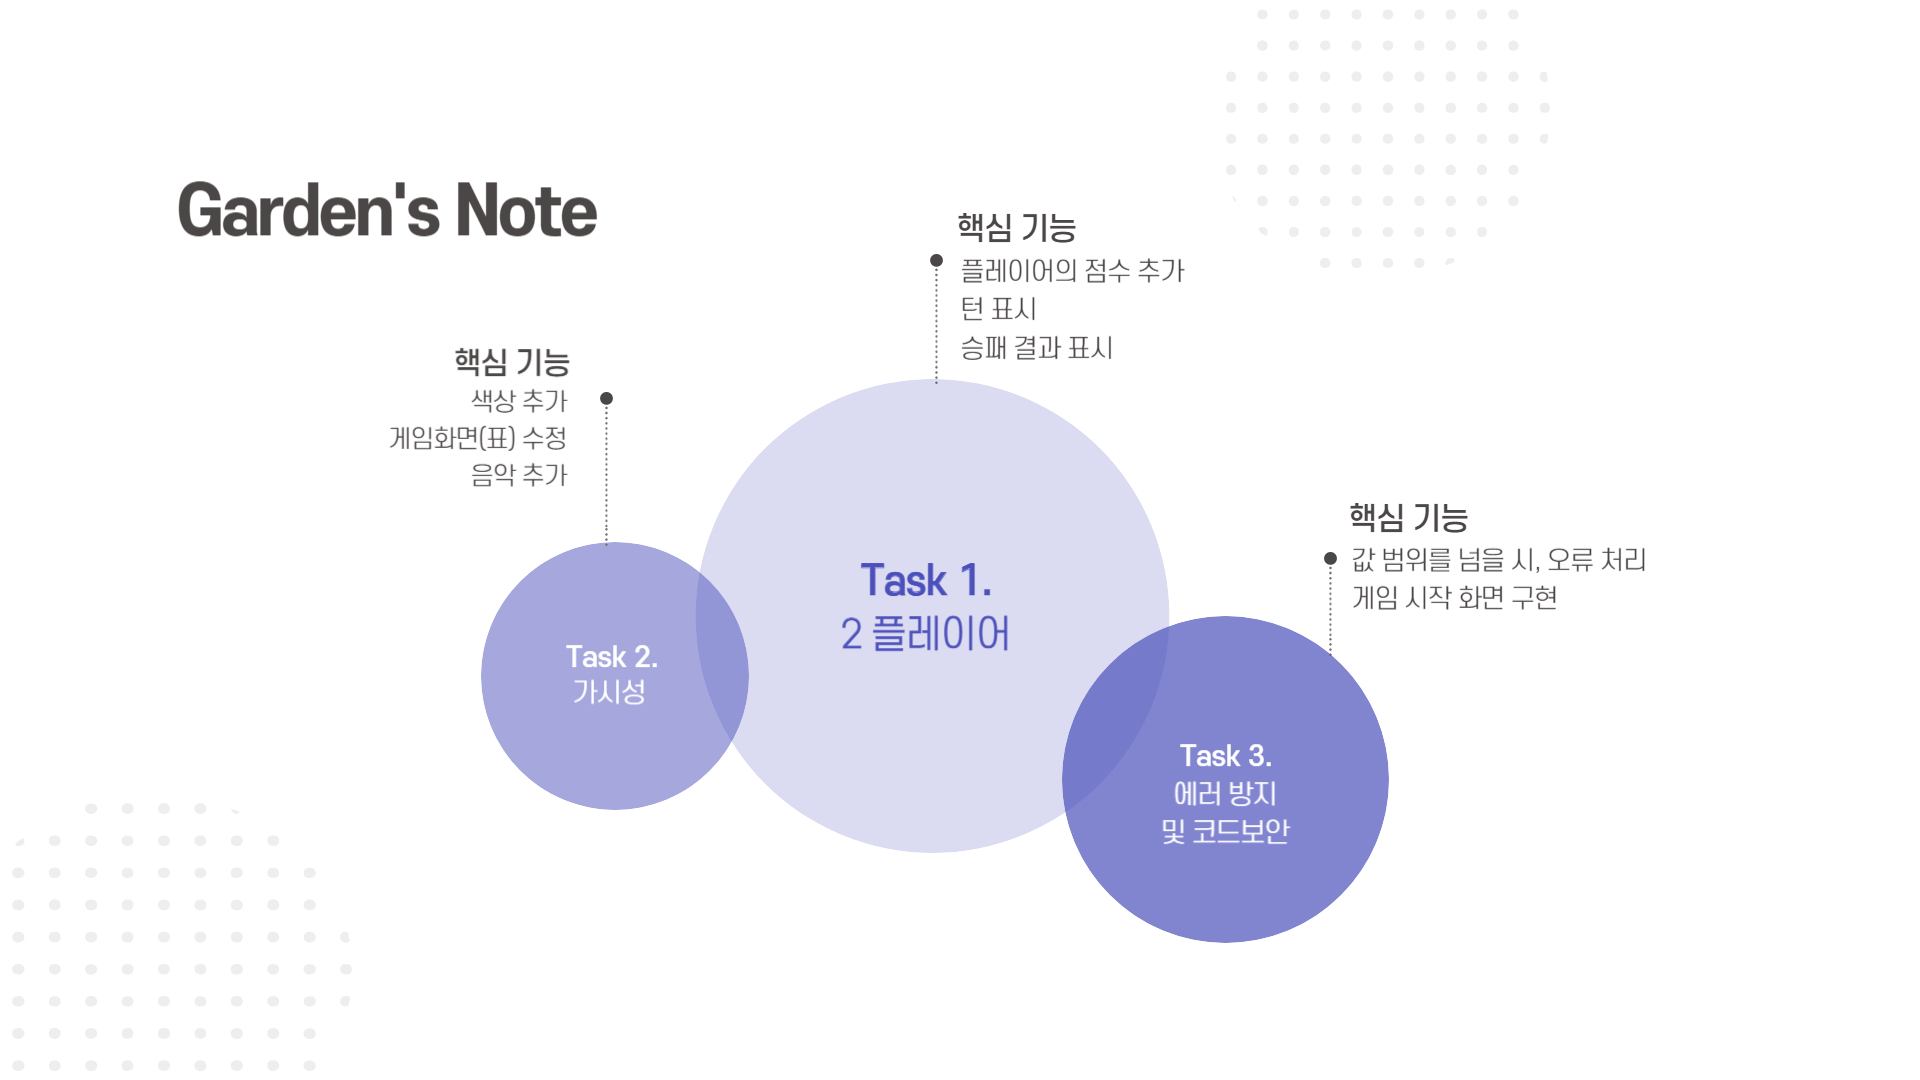 Garden's Note
핵심 기능
플레이어의 점수 추가
턴 표시
승패 결과 표시
핵심 기능
색상 추가
게임화면(표) 수정
음악 추가
핵심 기능
값 범위를 넘을 시, 오류 처리
게임 시작 화면 구현
Task 1.
2 플레이어
Task 2.
가시성
Task 3.
에러 방지
및 코드보안